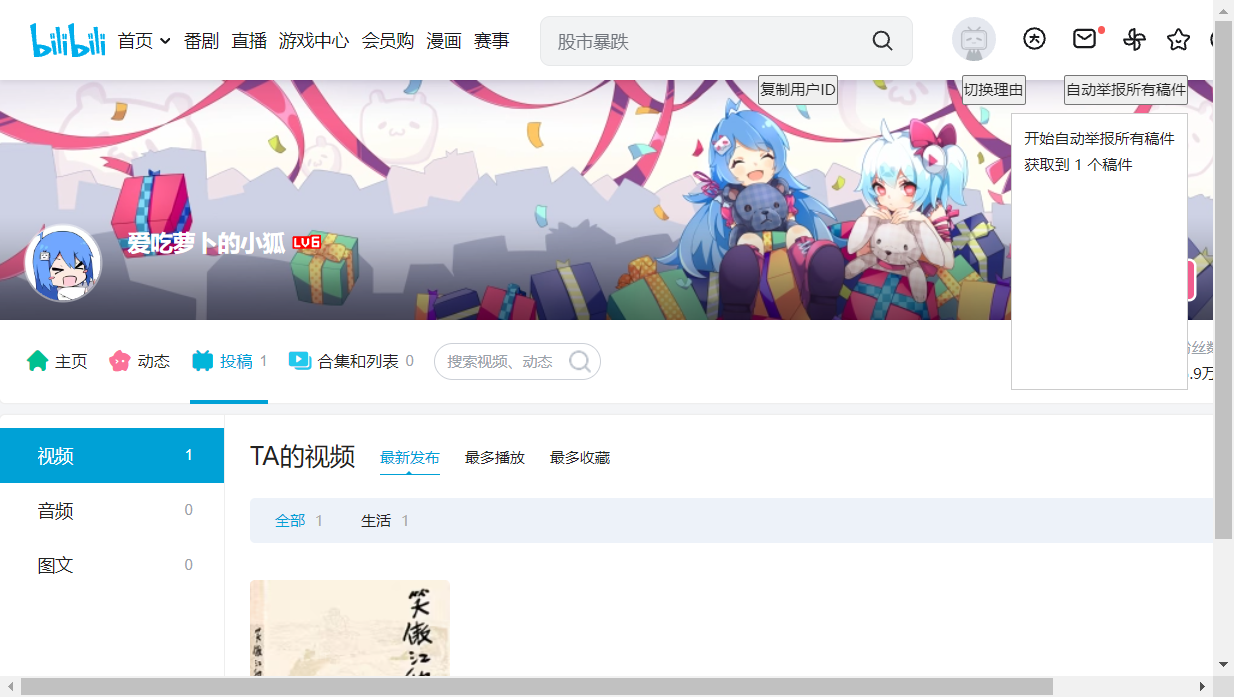 bilibili 首页 番剧 直播 游戏中心 会员购 漫画 赛事 股市暴跌
复制用户ID 切换理由 自动举报所有稿件
开始自动举报所有稿件
获取到 1 个稿件
爱吃萝卜的小狐 LV6
主页 动态 投稿 1 合集和列表 0 搜索视频、动态
丝数
.9万
视频 1
音频 0
图文 0
TA的视频 最新发布 最多播放 最多收藏
全部 1 生活 1
笑傲江
笑傲江